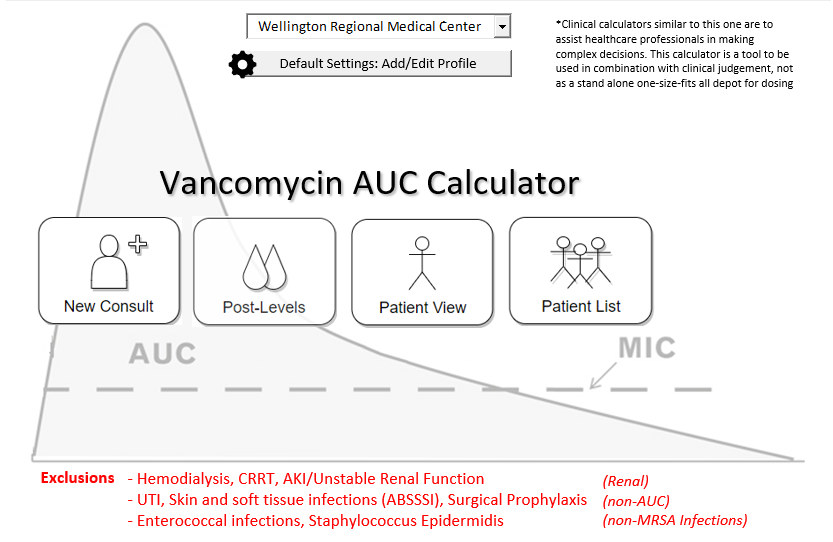 Wellington Regional Medical Center
Default Settings: Add/Edit Profile
*Clinical calculators similar to this one are to
assist healthcare professionals in making
complex decisions. This calculator is a tool to be
used in combination with clinical judgement, not
as a stand alone one-size-fits all depot for dosing
Vancomycin AUC Calculator
New Consult
Post-Levels
Patient View
Patient List
AUC
MIC
Exclusions - Hemodialysis, CRRT, AKI/Unstable Renal Function (Renal)
- UTI, Skin and soft tissue infections (ABSSSI), Surgical Prophylaxis (non-AUC)
- Enterococcal infections, Staphylococcus Epidermidis (non-MRSA Infections)